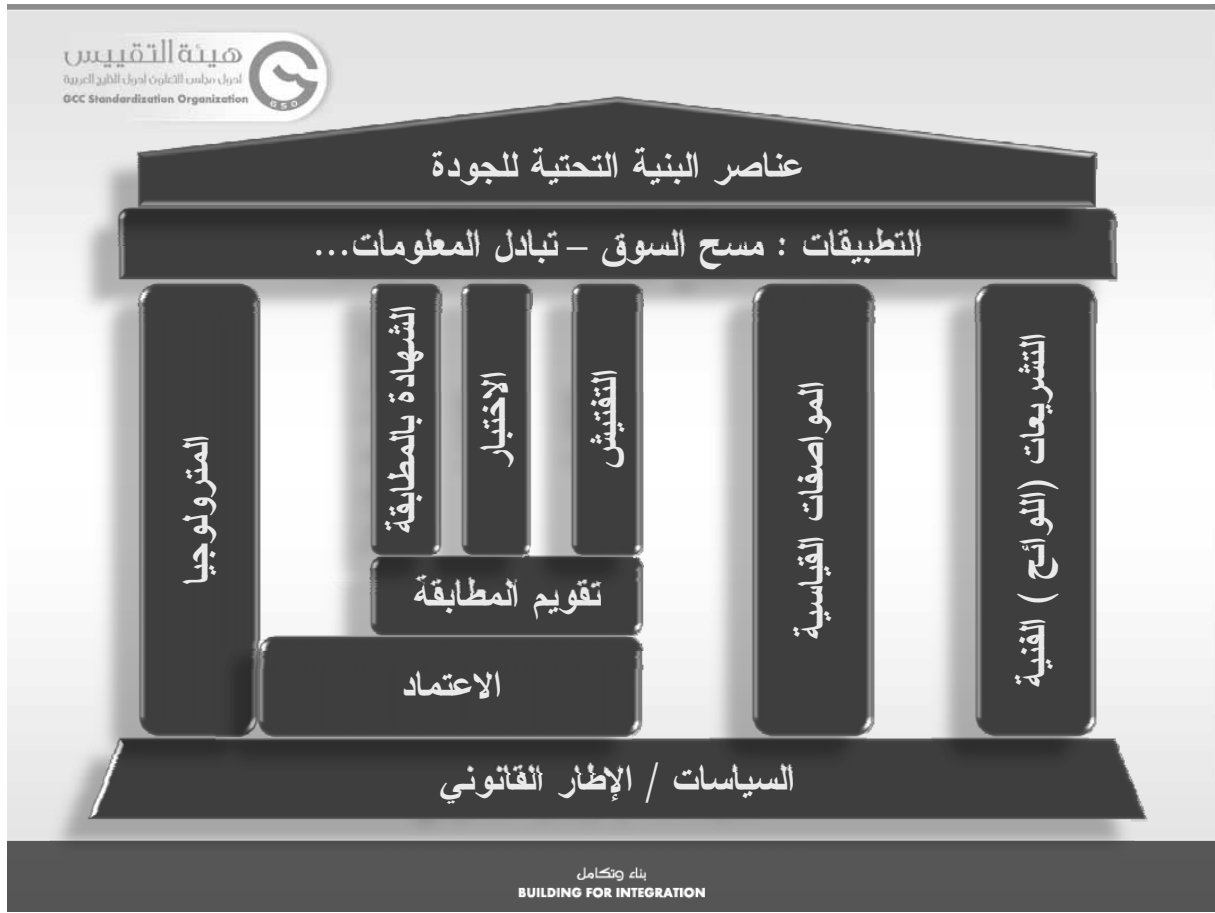 هيئة التقييس
لدول مجلس التعاون لدول الخليج العربية
GCC Standardization Organization
GSO
عناصر البنية التحتية للجودة
التطبيقات : مسح السوق – تبادل المعلومات...
التشريعات (اللوائح ) الفنية
المواصفات القياسية
التفتيش
الاختبار
الشهادة بالمطابقة
المترولوجيا
تقويم المطابقة
الاعتماد
السياسات / الإطار القانوني
بناء وتكامل
BUILDING FOR INTEGRATION